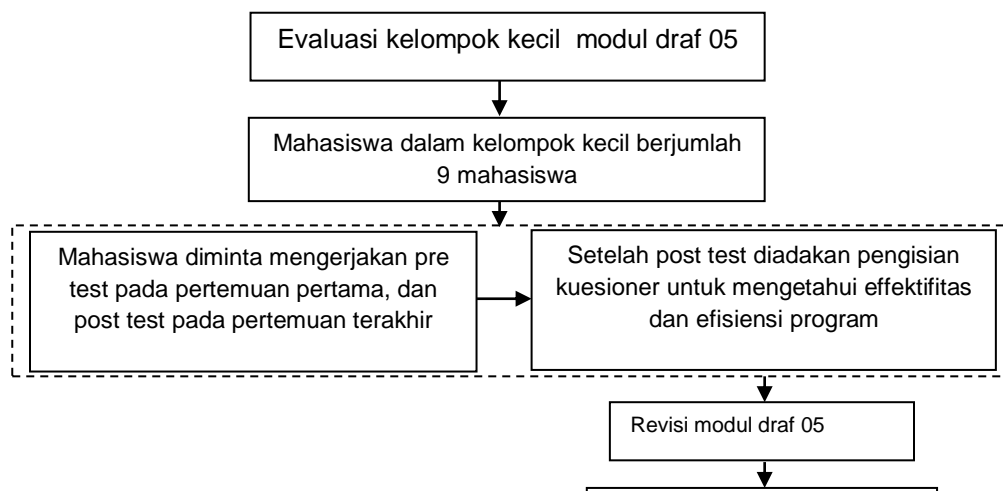 Evaluasi kelompok kecil modul draf 05
Mahasiswa dalam kelompok kecil berjumlah
9 mahasiswa
Mahasiswa diminta mengerjakan pre
test pada pertemuan pertama, dan
post test pada pertemuan terakhir
Setelah post test diadakan pengisian
kuesioner untuk mengetahui effektifitas
dan efisiensi program
Revisi modul draf 05